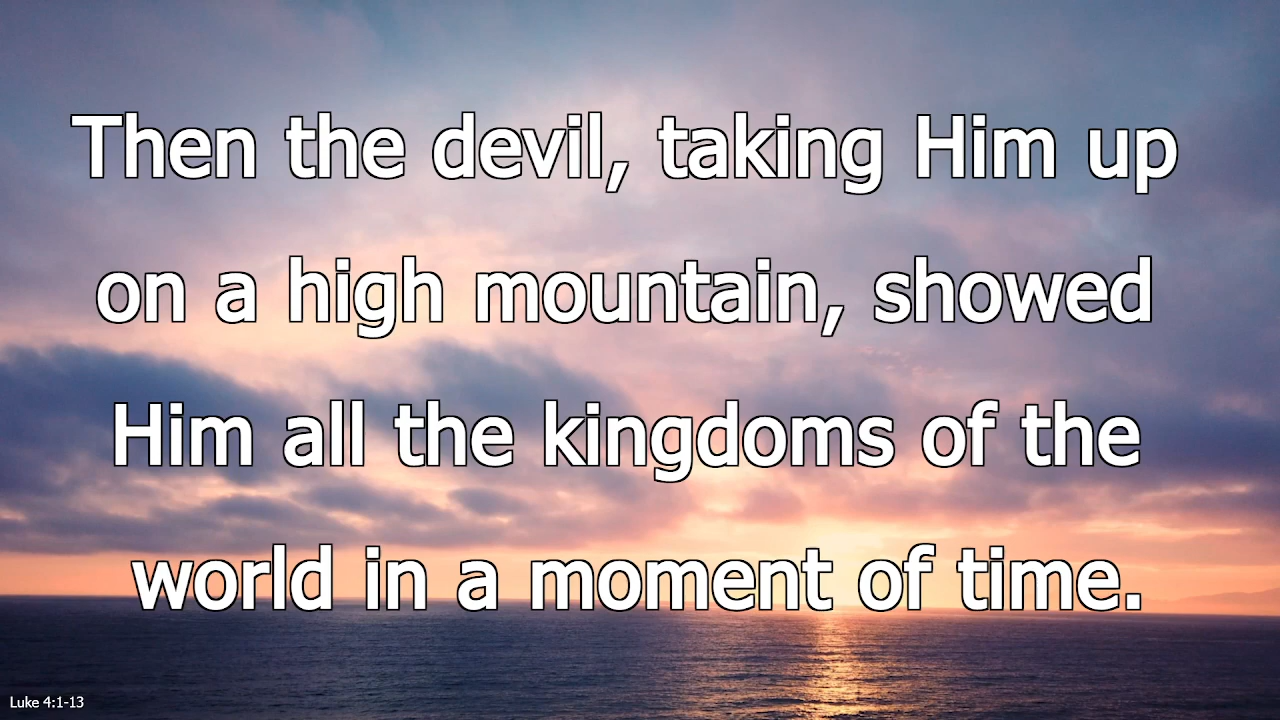 Then the devil, taking Him up
on a high mountain, showed
Him all the kingdoms of the
world in a moment of time.
Luke 4:1-13